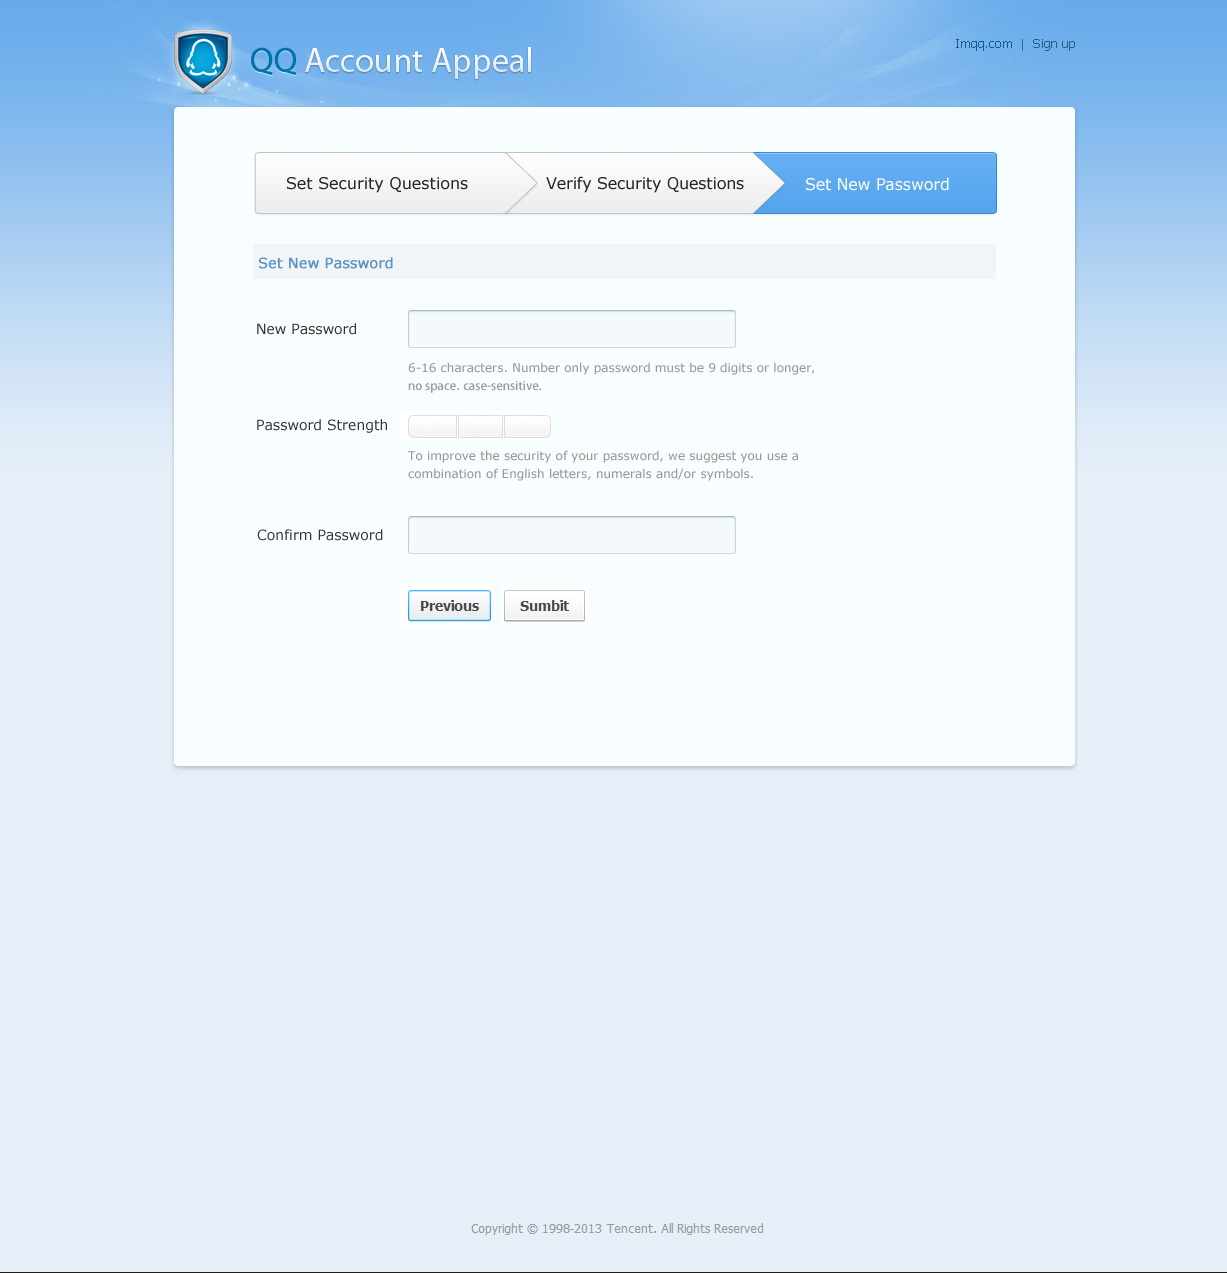 QQ Account Appeal
Imqq.com | Sign up
Set Security Questions
Verify Security Questions
Set New Password
Set New Password
New Password
6-16 characters. Number only password must be 9 digits or longer,
no space. case-sensitive.
Password Strength
To improve the security of your password, we suggest you use a
combination of English letters, numerals and/or symbols.
Confirm Password
Previous
Sumbit
Copyright © 1998-2013 Tencent. All Rights Reserved